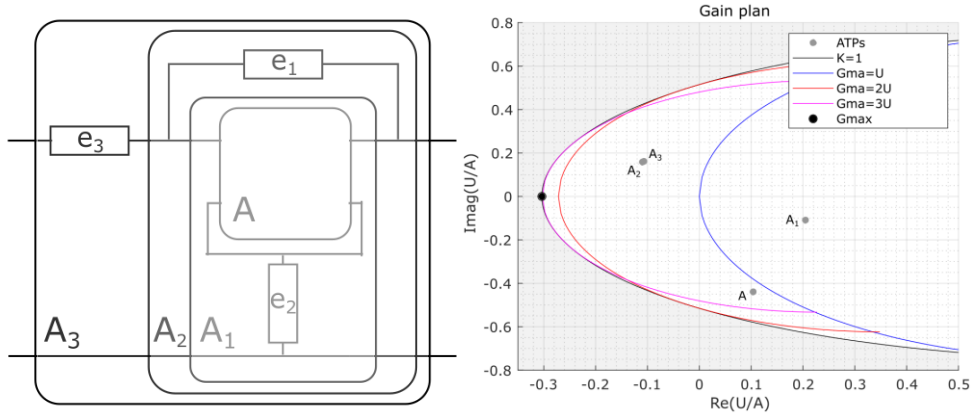 e₁
e₃
A
e₂
A₃
A₂
A₁
Gain plan
ATPs
K=1
Gma=U
Gma=2U
Gma=3U
Gmax
Imag(U/A)
0.8
0.6
0.4
0.2
0
-0.2
-0.4
-0.6
-0.8
A₃
A₂
A₁
A
-0.3 -0.2 -0.1 0 0.1 0.2 0.3 0.4 0.5
Re(U/A)